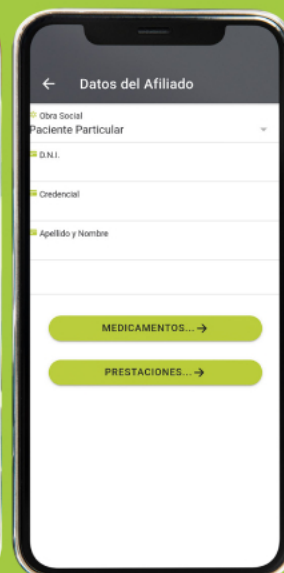 Datos del Afiliado
Obra Social
Paciente Particular
D.N.I.
Credencial
Apellido y Nombre
MEDICAMENTOS...→
PRESTACIONES...→